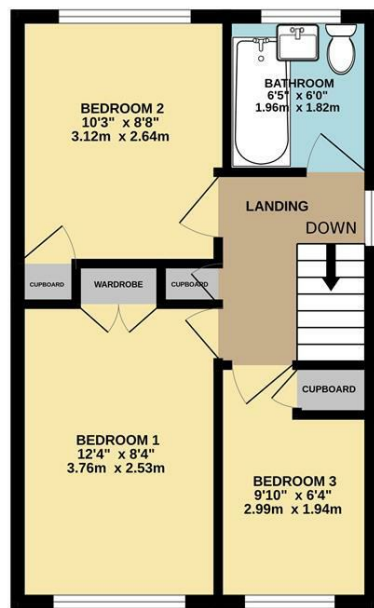 BEDROOM 2
10'3" x 8'8"
3.12m x 2.64m
BATHROOM
6'5" x 6'0"
1.96m x 1.82m
LANDING
DOWN
CUPBOARD
WARDROBE
CUPBOARD
CUPBOARD
BEDROOM 1
12'4" x 8'4"
3.76m x 2.53m
BEDROOM 3
9'10" x 6'4"
2.99m x 1.94m